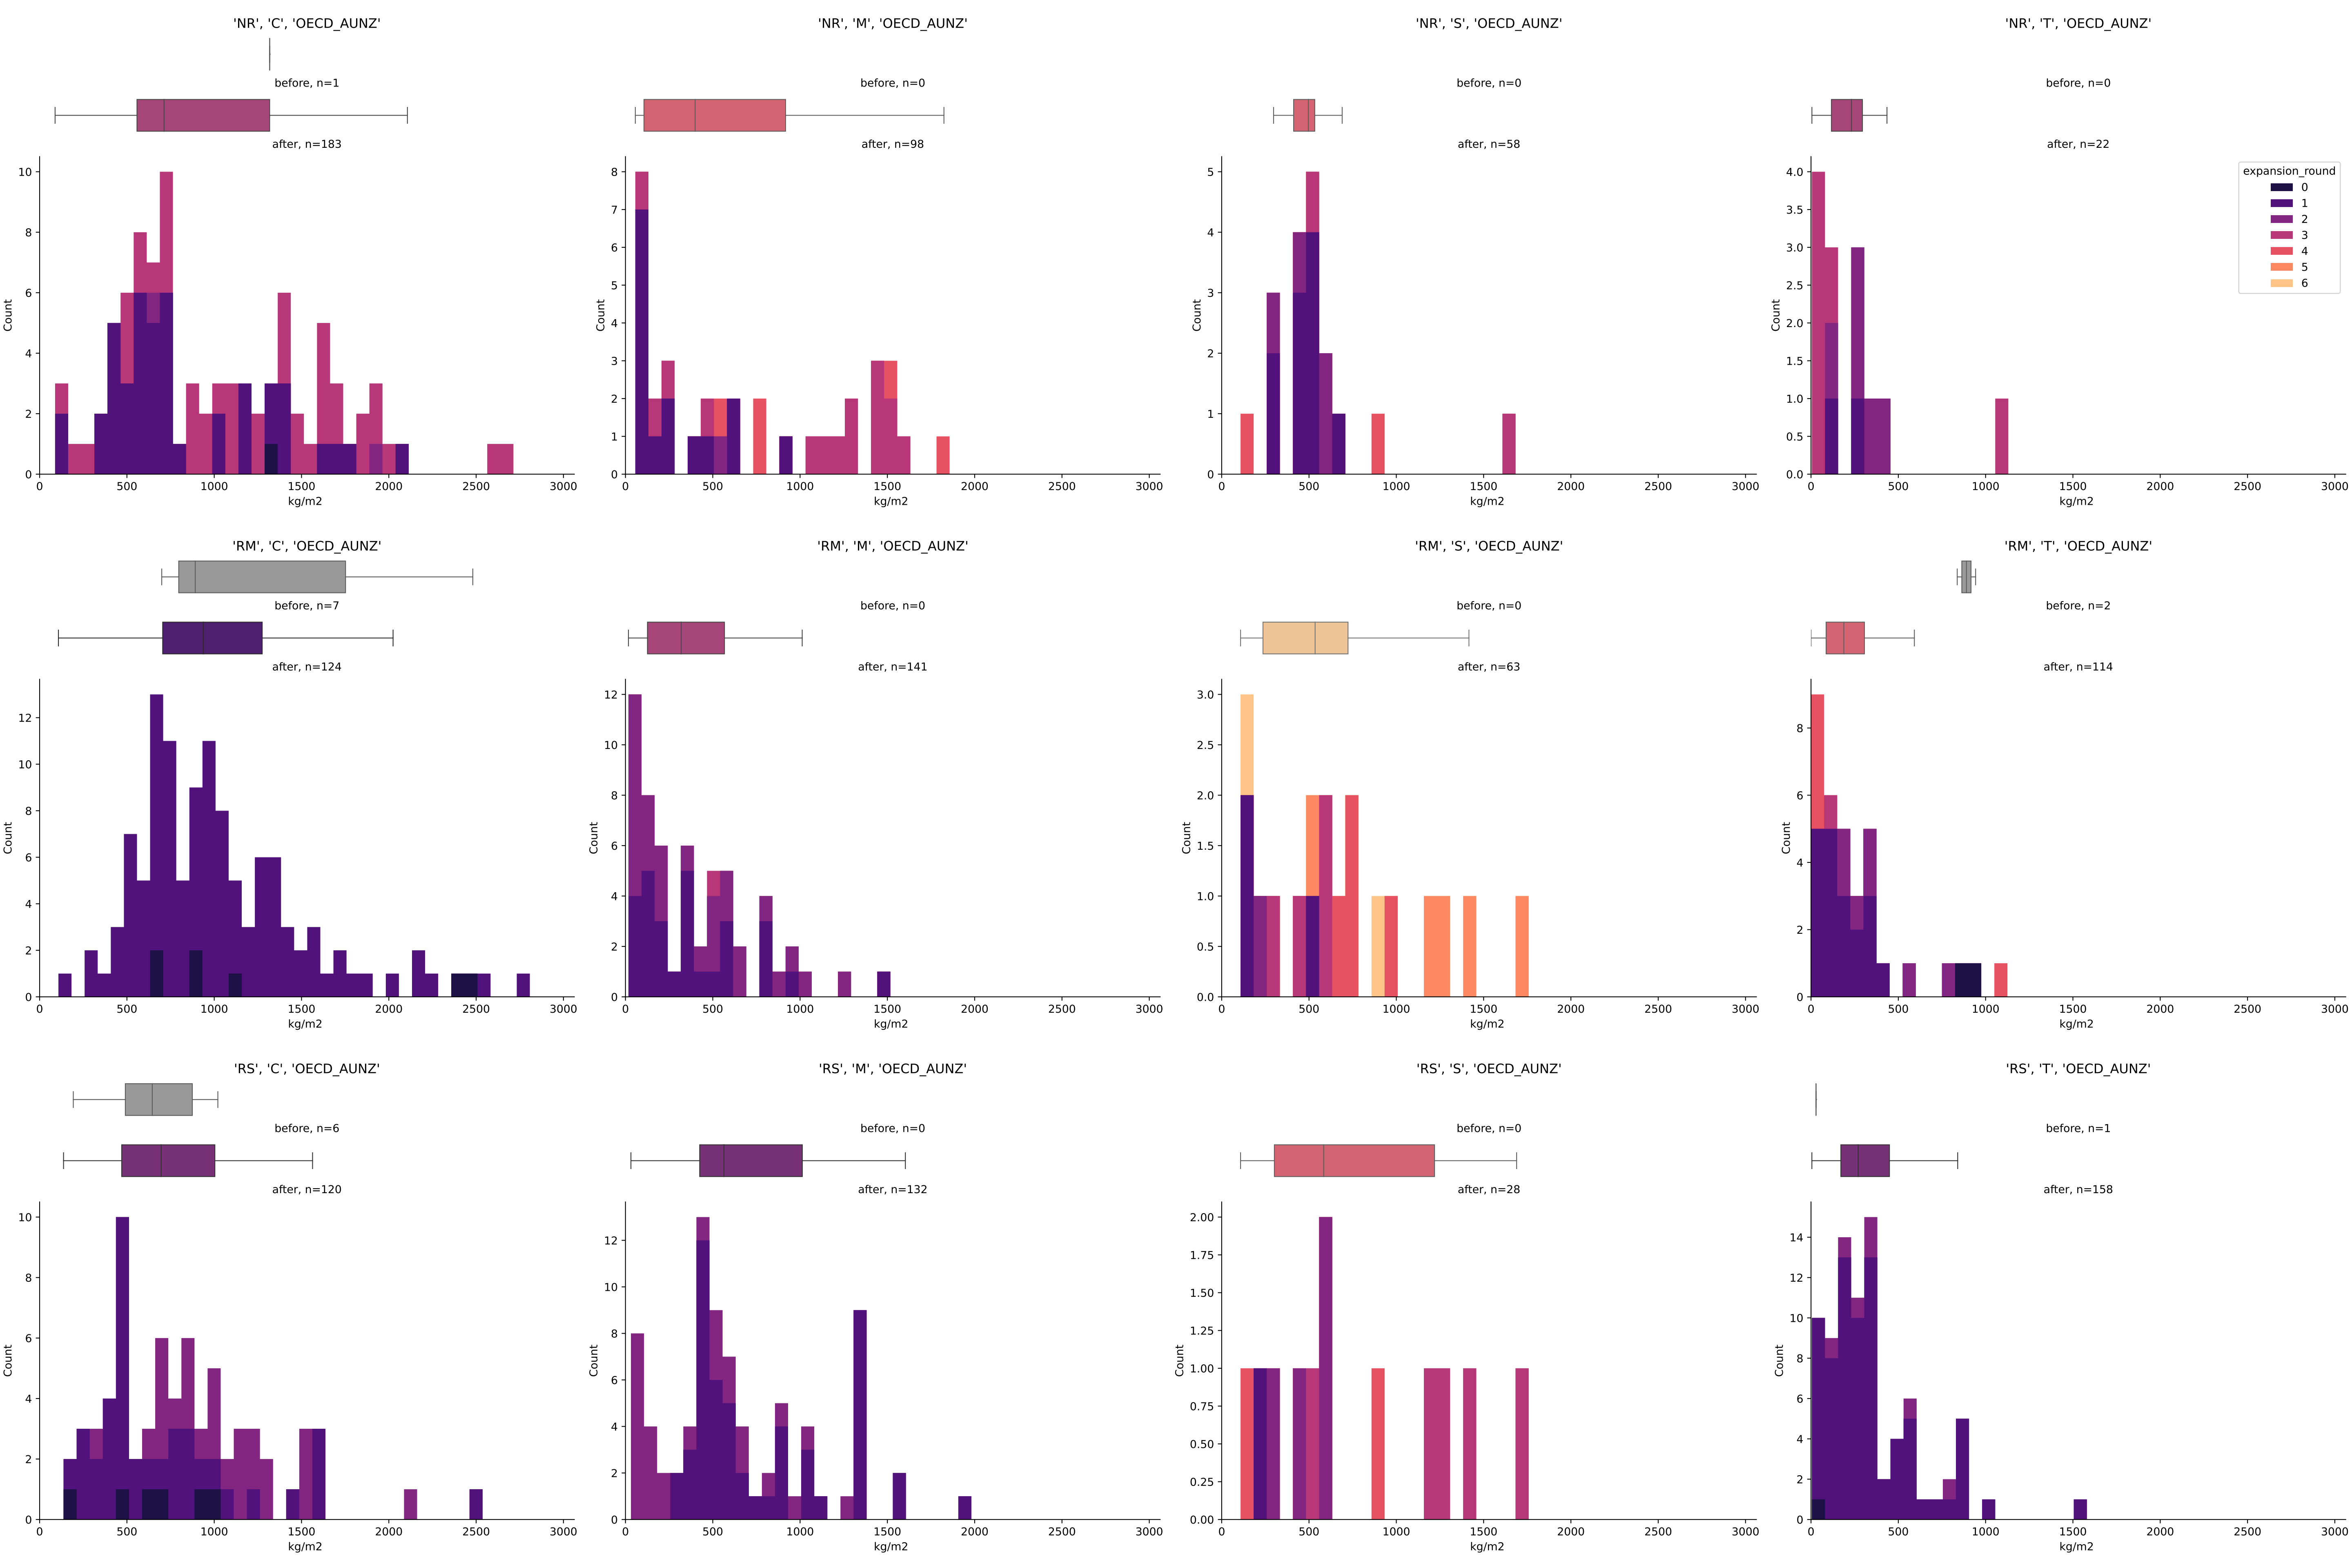 'NR', 'C', 'OECD_AUNZ'
before, n=1
after, n=183
10
8
6
4
2
0
Count
0 500 1000 1500 2000 2500 3000
kg/m2
'NR', 'M', 'OECD_AUNZ'
before, n=0
after, n=98
8
7
6
5
4
3
2
1
0
Count
0 500 1000 1500 2000 2500 3000
kg/m2
'NR', 'S', 'OECD_AUNZ'
before, n=0
after, n=58
5
4
3
2
1
0
Count
0 500 1000 1500 2000 2500 3000
kg/m2
'NR', 'T', 'OECD_AUNZ'
before, n=0
after, n=22
4.0
3.5
3.0
2.5
2.0
1.5
1.0
0.5
0.0
Count
0 500 1000 1500 2000 2500 3000
kg/m2
expansion_round
0
1
2
3
4
5
6
'RM', 'C', 'OECD_AUNZ'
before, n=7
after, n=124
12
10
8
6
4
2
0
Count
0 500 1000 1500 2000 2500 3000
kg/m2
'RM', 'M', 'OECD_AUNZ'
before, n=0
after, n=141
12
10
8
6
4
2
0
Count
0 500 1000 1500 2000 2500 3000
kg/m2
'RM', 'S', 'OECD_AUNZ'
before, n=0
after, n=63
3.0
2.5
2.0
1.5
1.0
0.5
0.0
Count
0 500 1000 1500 2000 2500 3000
kg/m2
'RM', 'T', 'OECD_AUNZ'
before, n=2
after, n=114
8
6
4
2
0
Count
0 500 1000 1500 2000 2500 3000
kg/m2
'RS', 'C', 'OECD_AUNZ'
before, n=6
after, n=120
10
8
6
4
2
0
Count
0 500 1000 1500 2000 2500 3000
kg/m2
'RS', 'M', 'OECD_AUNZ'
before, n=0
after, n=132
12
10
8
6
4
2
0
Count
0 500 1000 1500 2000 2500 3000
kg/m2
'RS', 'S', 'OECD_AUNZ'
before, n=0
after, n=28
2.00
1.75
1.50
1.25
1.00
0.75
0.50
0.25
0.00
Count
0 500 1000 1500 2000 2500 3000
kg/m2
'RS', 'T', 'OECD_AUNZ'
before, n=1
after, n=158
14
12
10
8
6
4
2
0
Count
0 500 1000 1500 2000 2500 3000
kg/m2